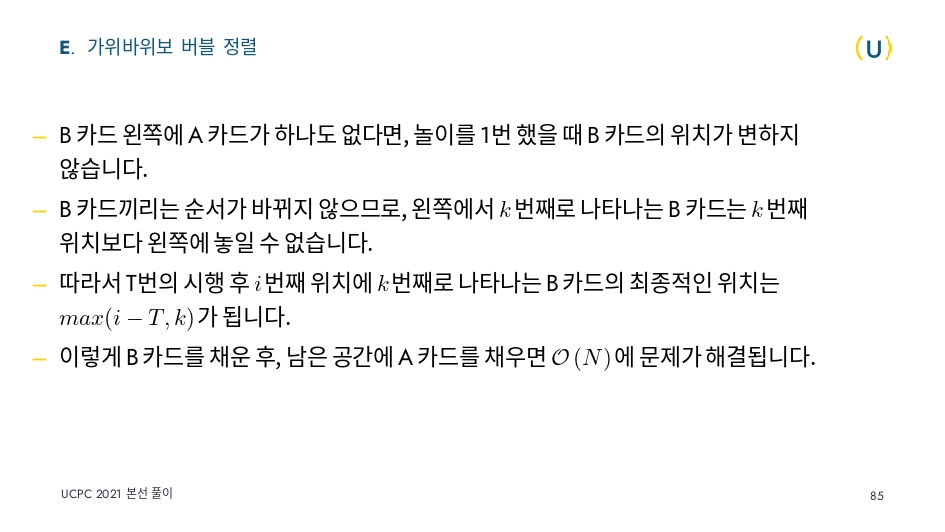 E. 가위바위보 버블 정렬
(U)
– B 카드 왼쪽에 A 카드가 하나도 없다면, 놀이를 1번 했을 때 B 카드의 위치가 변하지
않습니다.
– B 카드끼리는 순서가 바뀌지 않으므로, 왼쪽에서 k 번째로 나타나는 B 카드는 k 번째
위치보다 왼쪽에 놓일 수 없습니다.
– 따라서 T번의 시행 후 i 번째 위치에 k 번째로 나타나는 B 카드의 최종적인 위치는
max(i − T, k) 가 됩니다.
– 이렇게 B 카드를 채운 후, 남은 공간에 A 카드를 채우면 O (N) 에 문제가 해결됩니다.
UCPC 2021 본선 풀이
85